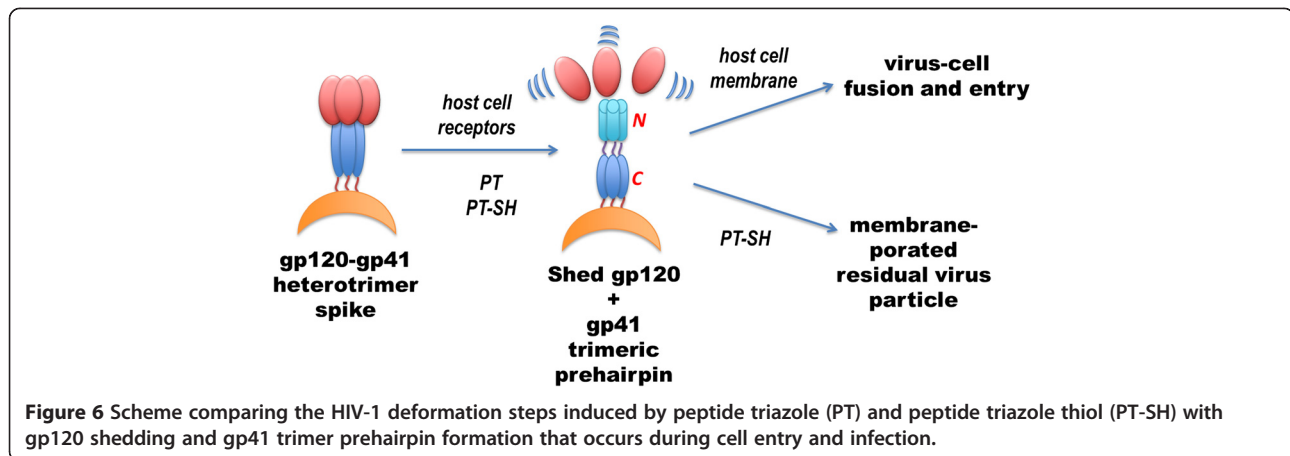 host cell
receptors
PT
PT-SH
gp120-gp41
heterotrimer
spike
N
C
Shed gp120
+
gp41
trimeric
prehairpin
host cell
membrane
virus-cell
fusion and entry
PT-SH
membrane-
porated
residual virus
particle
Figure 6 Scheme comparing the HIV-1 deformation steps induced by peptide triazole (PT) and peptide triazole thiol (PT-SH) with
gp120 shedding and gp41 trimer prehairpin formation that occurs during cell entry and infection.